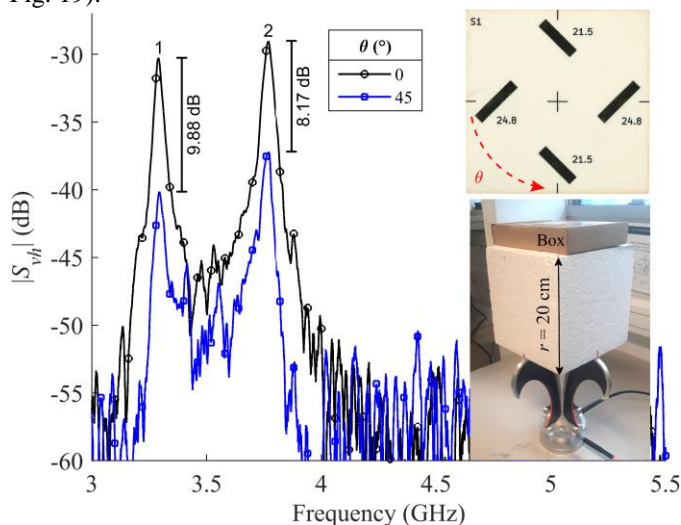 Fig. 19).
1
2
9.88 dB
8.17 dB
θ (°)
0
45
S1
21.5
24.8
24.8
21.5
θ
Box
r = 20 cm
-30
-35
-40
-45
-50
-55
-60
|S_vh| (dB)
3
3.5
4
4.5
5
5.5
Frequency (GHz)